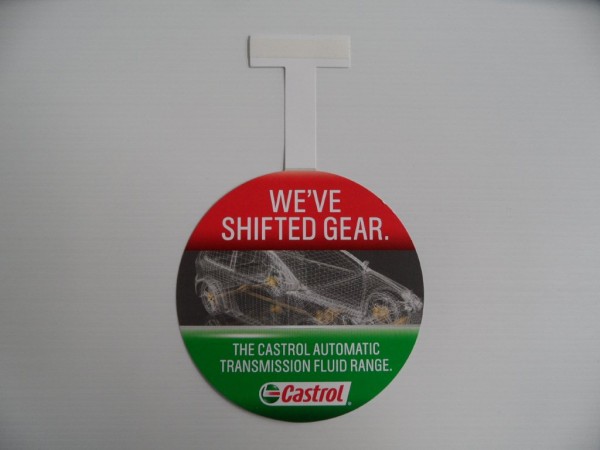 WE'VE
SHIFTED GEAR.
THE CASTROL AUTOMATIC
TRANSMISSION FLUID RANGE.
Castrol